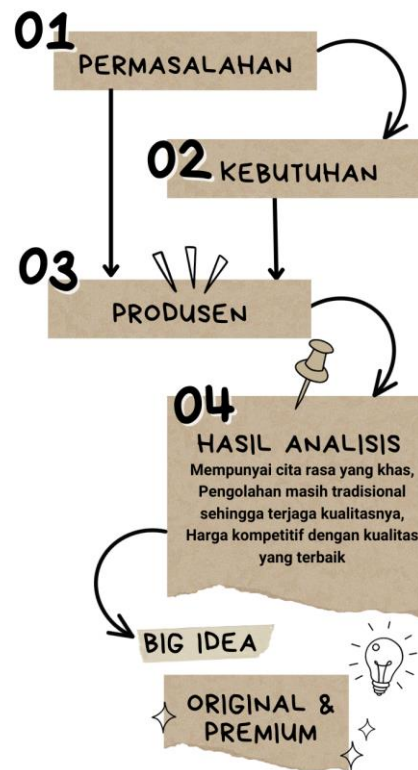 01
PERMASALAHAN
02
KEBUTUHAN
03
PRODUSEN
04
HASIL ANALISIS
Mempunyai cita rasa yang khas,
Pengolahan masih tradisional
sehingga terjaga kualitasnya,
Harga kompetitif dengan kualitas
yang terbaik
BIG IDEA
ORIGINAL &
PREMIUM